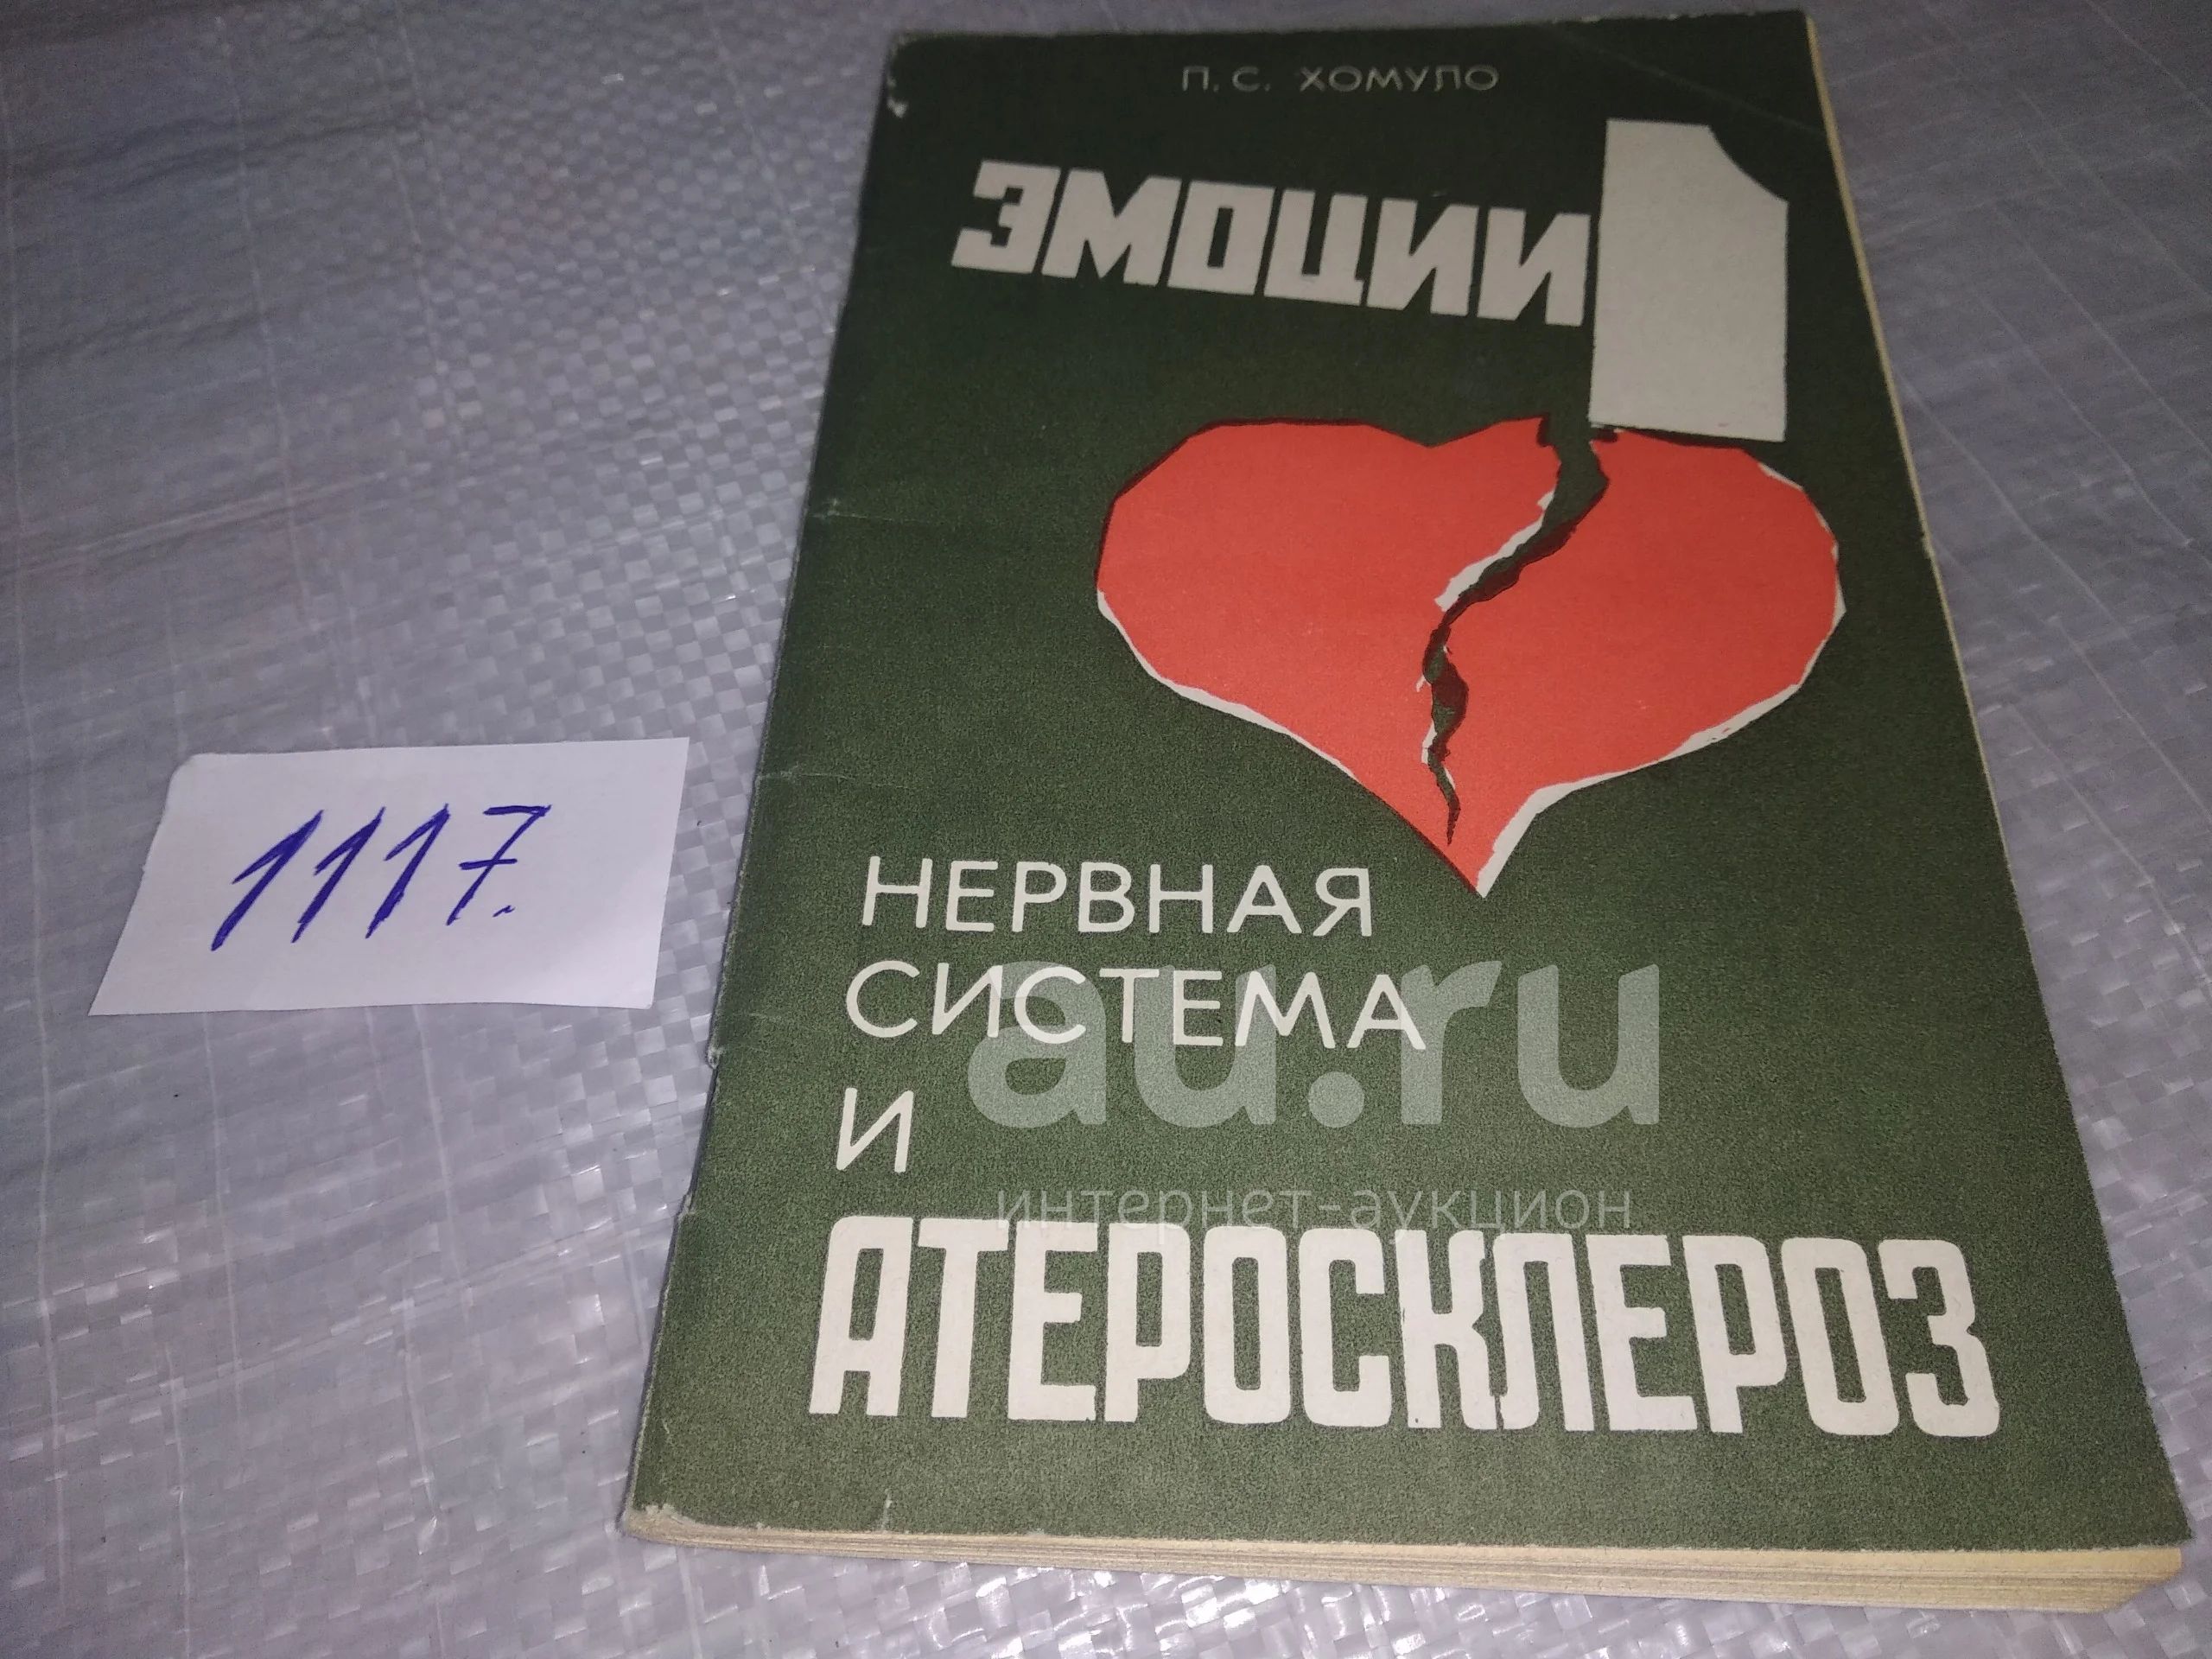 П. С. ХОМУЛО
ЭМОЦИИ
НЕРВНАЯ
СИСТЕМА
И
АТЕРОСКЛЕРОЗ
1117.
au.ru
интернет-аукцион